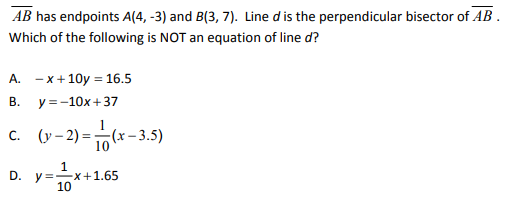 AB has endpoints A(4, -3) and B(3, 7). Line d is the perpendicular bisector of AB .
Which of the following is NOT an equation of line d?
A. – x + 10y = 16.5
B. y = –10x + 37
C. (y – 2) = 1/10 (x – 3.5)
D. y = 1/10 x + 1.65